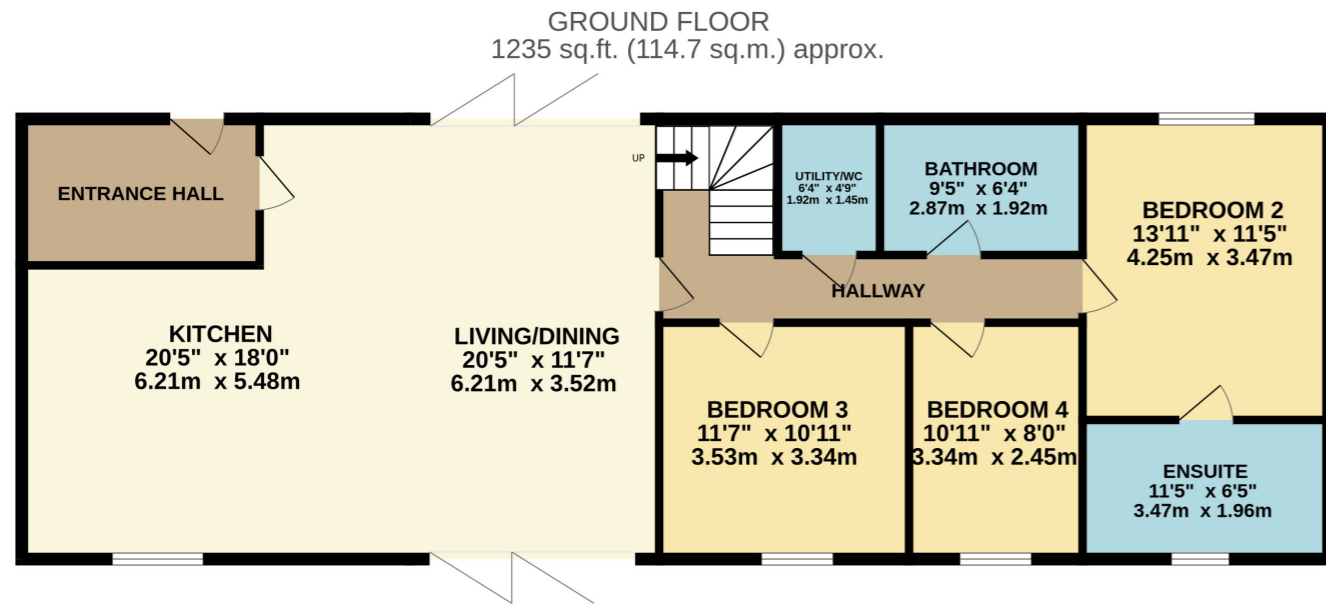 GROUND FLOOR
1235 sq.ft. (114.7 sq.m.) approx.
ENTRANCE HALL
KITCHEN
20'5" x 18'0"
6.21m x 5.48m
LIVING/DINING
20'5" x 11'7"
6.21m x 3.52m
UP
UTILITY/WC
6'4" x 4'9"
1.92m x 1.45m
BATHROOM
9'5" x 6'4"
2.87m x 1.92m
BEDROOM 2
13'11" x 11'5"
4.25m x 3.47m
HALLWAY
BEDROOM 3
11'7" x 10'11"
3.53m x 3.34m
BEDROOM 4
10'11" x 8'0"
3.34m x 2.45m
ENSUITE
11'5" x 6'5"
3.47m x 1.96m